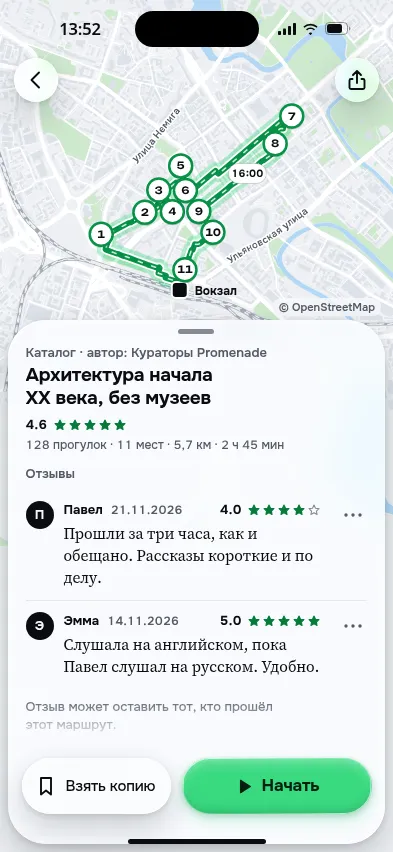 13:52
улица Немига
7
8
5
16:00
3
6
2
4
9
1
10
Ульяновская улица
11
Вокзал
© OpenStreetMap
Каталог · автор: Кураторы Promenade
Архитектура начала
XX века, без музеев
4.6
128 прогулок · 11 мест · 5,7 км · 2 ч 45 мин
Отзывы
П Павел 21.11.2026 4.0
Прошли за три часа, как и
обещано. Рассказы короткие и по
делу.
Э Эмма 14.11.2026 5.0
Слушала на английском, пока
Павел слушал на русском. Удобно.
Отзыв может оставить тот, кто прошёл
этот маршрут.
Взять копию
Начать